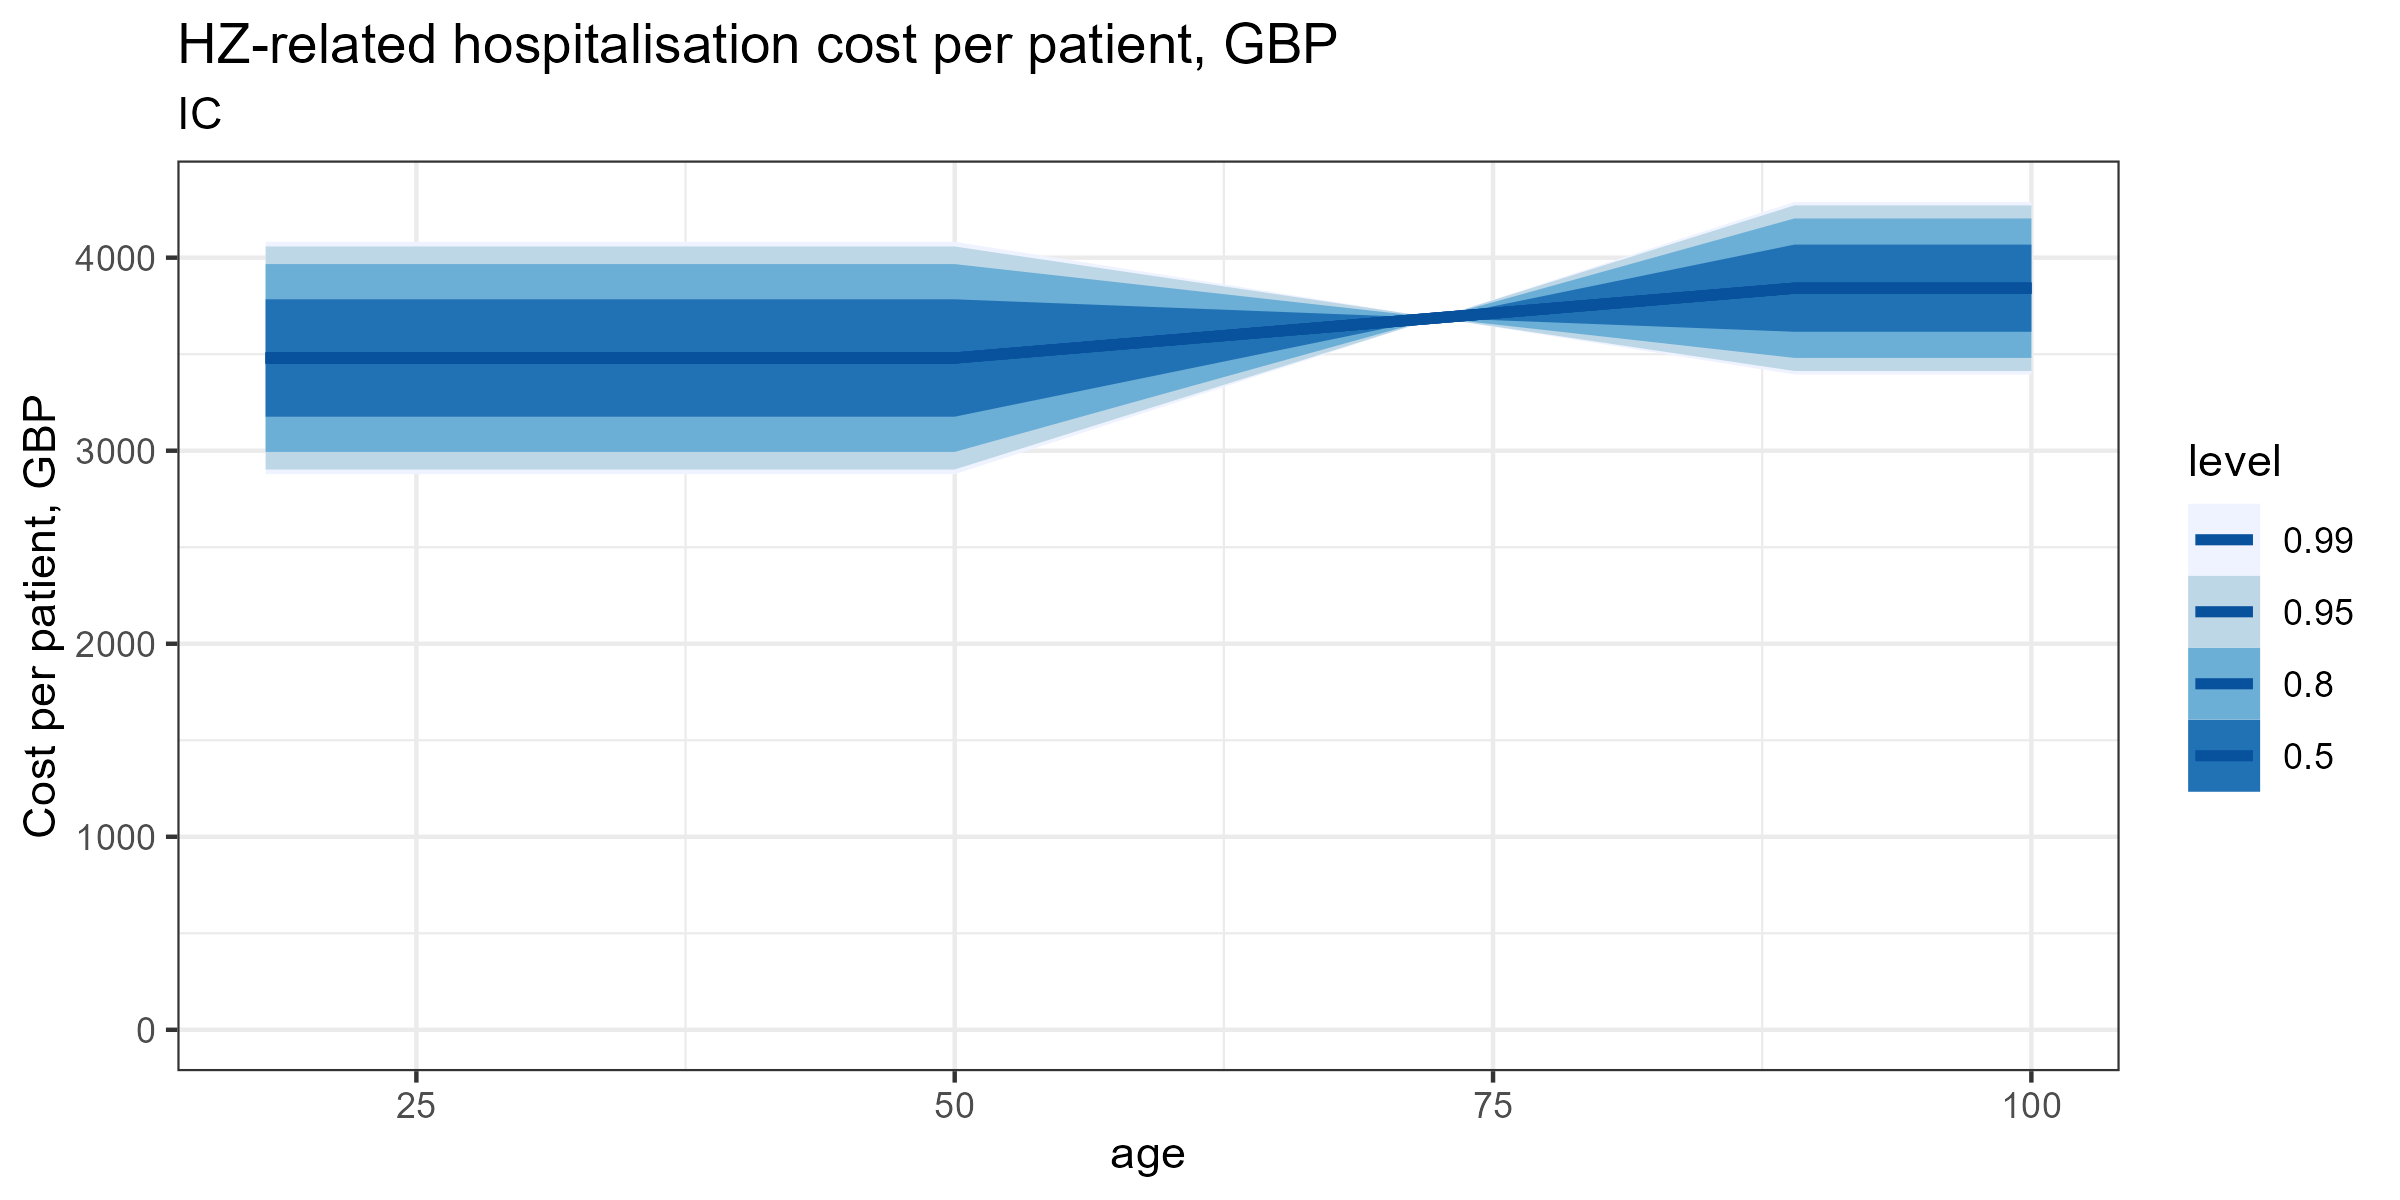 HZ-related hospitalisation cost per patient, GBP
IC
Cost per patient, GBP
4000
3000
2000
1000
0
25 50 75 100
age
level
0.99
0.95
0.8
0.5